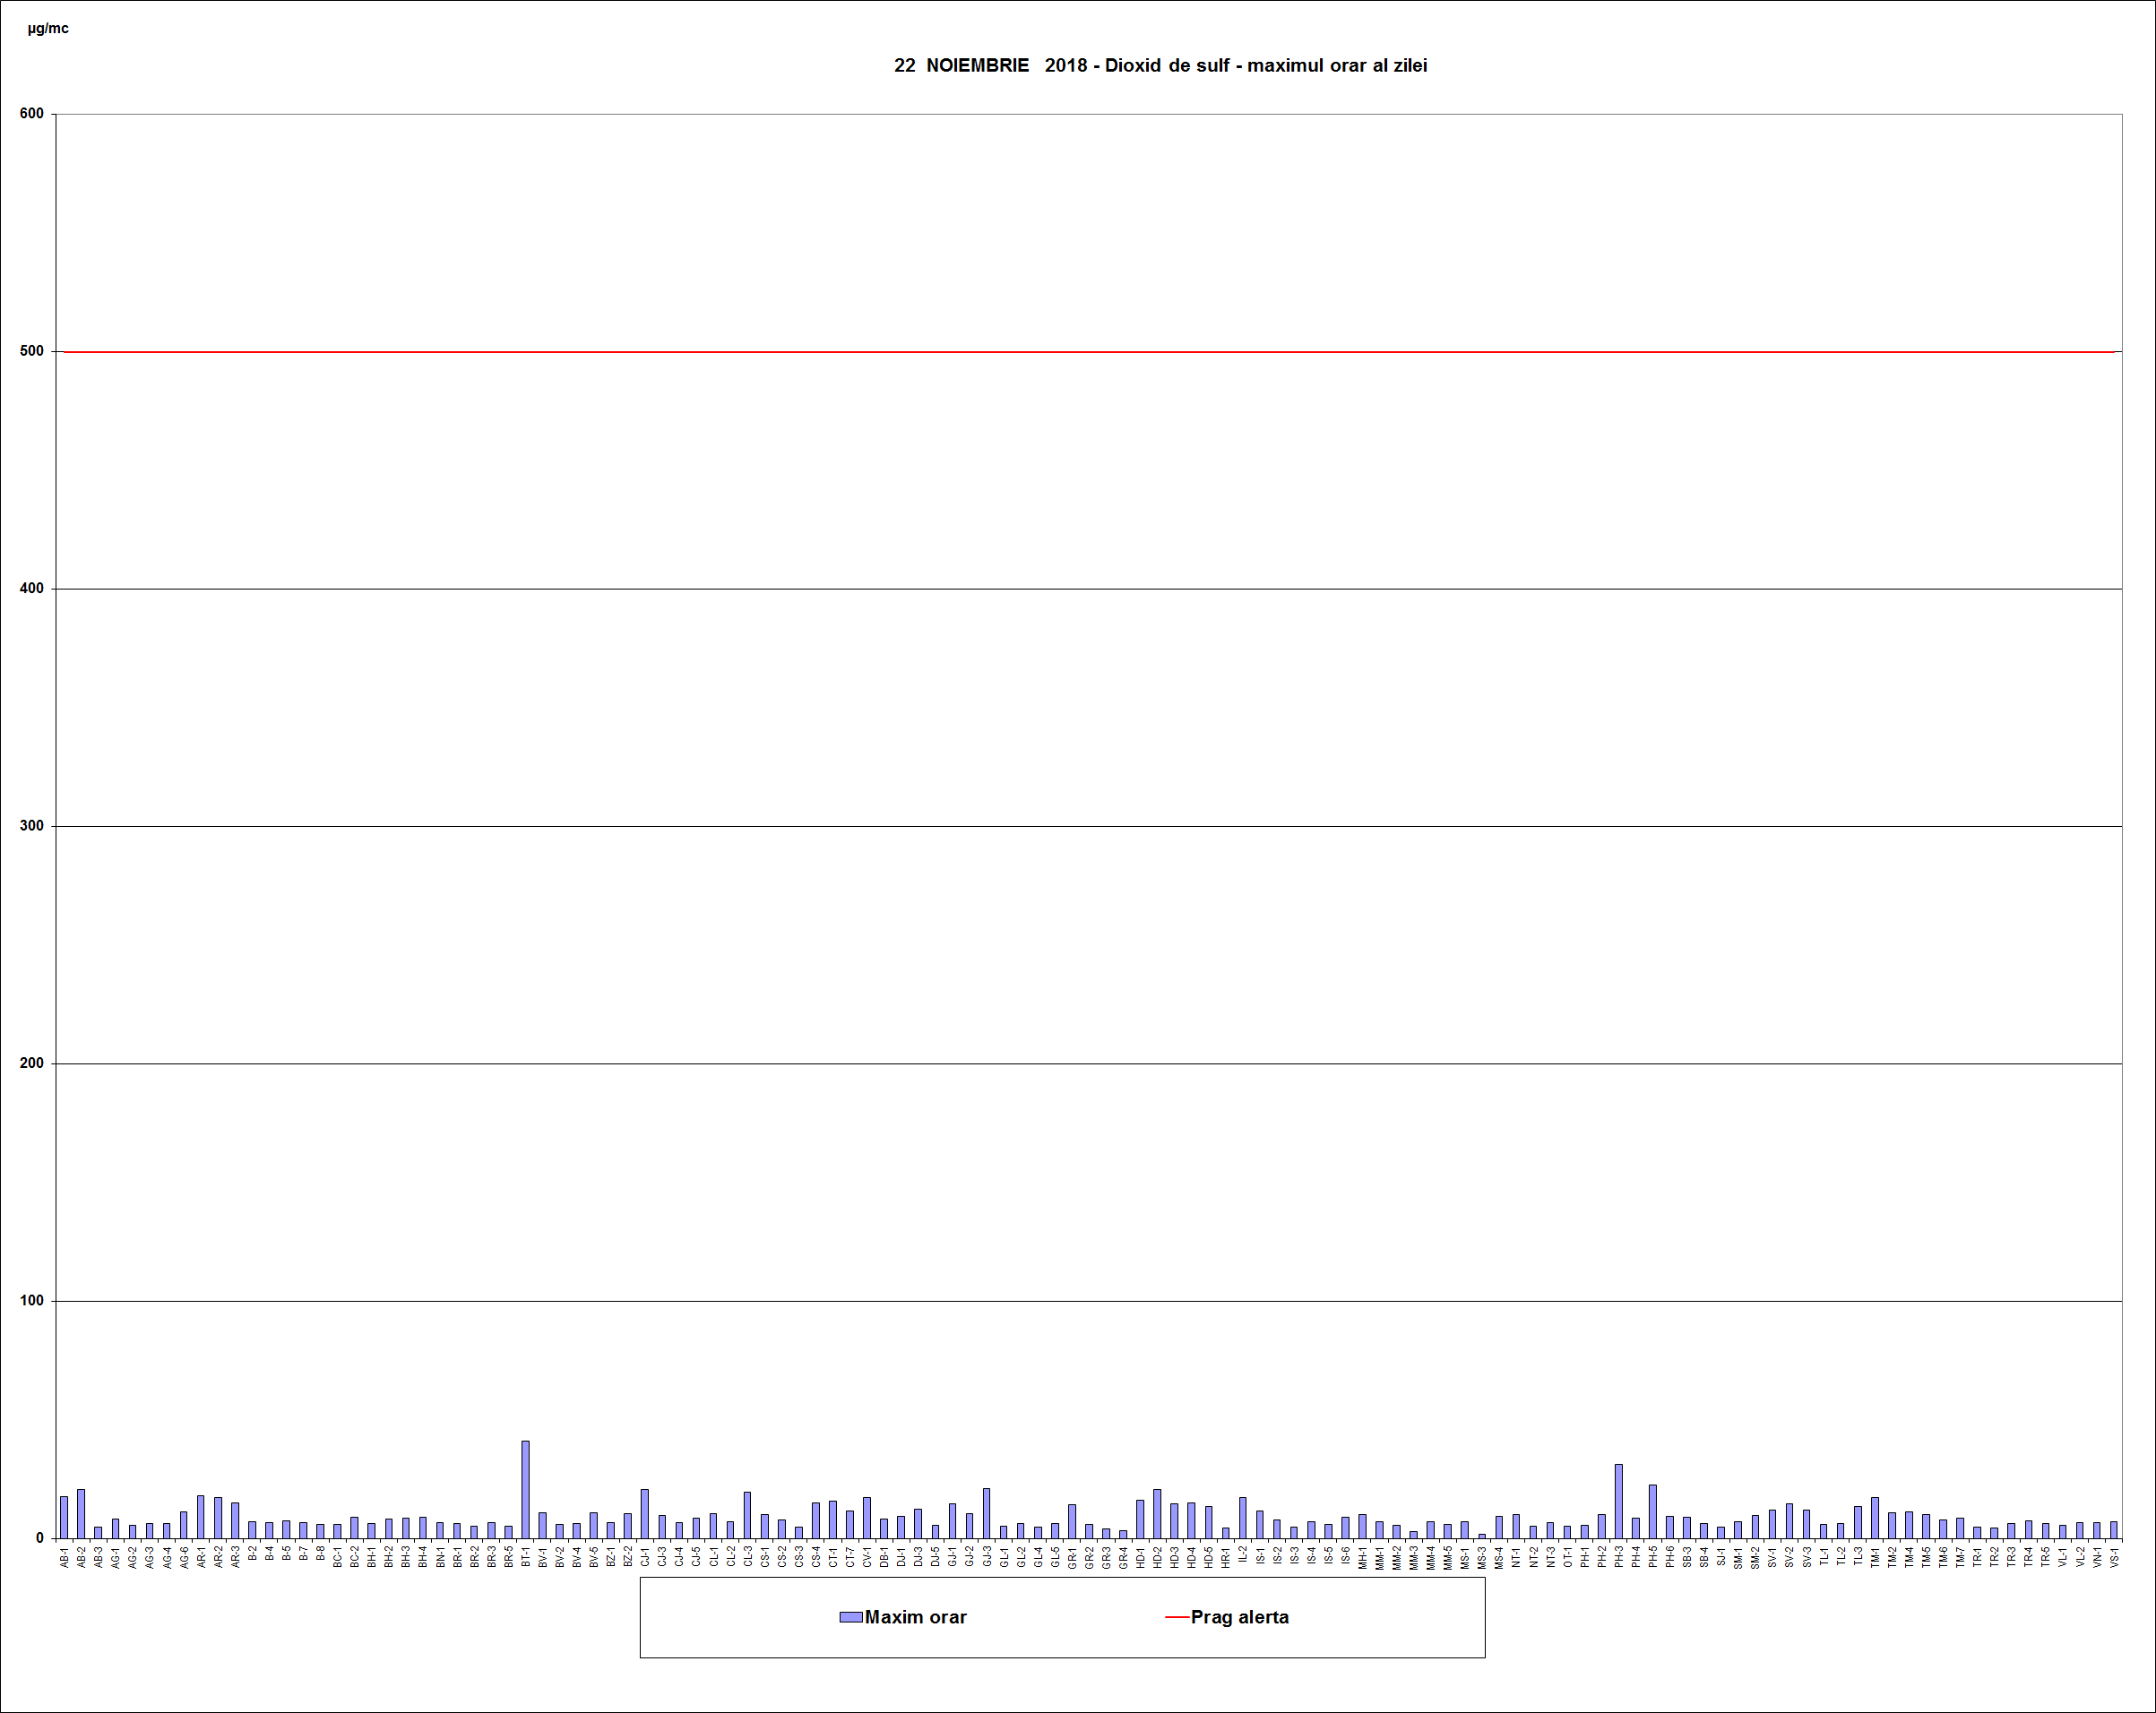 µg/mc
22 NOIEMBRIE 2018 - Dioxid de sulf - maximul orar al zilei
600
500
400
300
200
100
0
AB-1 AB-2 AB-3 AG-1 AG-2 AG-3 AG-4 AG-6 AR-1 AR-2 AR-3 B-2 B-4 B-5 B-7 B-8 BC-1 BC-2 BH-1 BH-2 BH-3 BH-4 BN-1 BR-1 BR-2 BR-3 BR-5 BT-1 BV-1 BV-2 BV-4 BV-5 BZ-1 BZ-2 CJ-1 CJ-3 CJ-4 CJ-5 CL-1 CL-2 CL-3 CS-1 CS-2 CS-3 CS-4 CT-1 CT-7 CV-1 DB-1 DJ-1 DJ-3 DJ-5 GJ-1 GJ-2 GJ-3 GL-1 GL-2 GL-4 GL-5 GR-1 GR-2 GR-3 GR-4 HD-1 HD-2 HD-3 HD-4 HD-5 HR-1 IL-2 IS-1 IS-2 IS-3 IS-4 IS-5 IS-6 MH-1 MM-1 MM-2 MM-3 MM-4 MM-5 MS-1 MS-3 MS-4 NT-1 NT-2 NT-3 OT-1 PH-1 PH-2 PH-3 PH-4 PH-5 PH-6 SB-3 SB-4 SJ-1 SM-1 SM-2 SV-1 SV-2 SV-3 TL-1 TL-2 TL-3 TM-1 TM-2 TM-4 TM-5 TM-6 TM-7 TR-1 TR-2 TR-3 TR-4 TR-5 VL-1 VL-2 VN-1 VS-1
Maxim orar Prag alerta